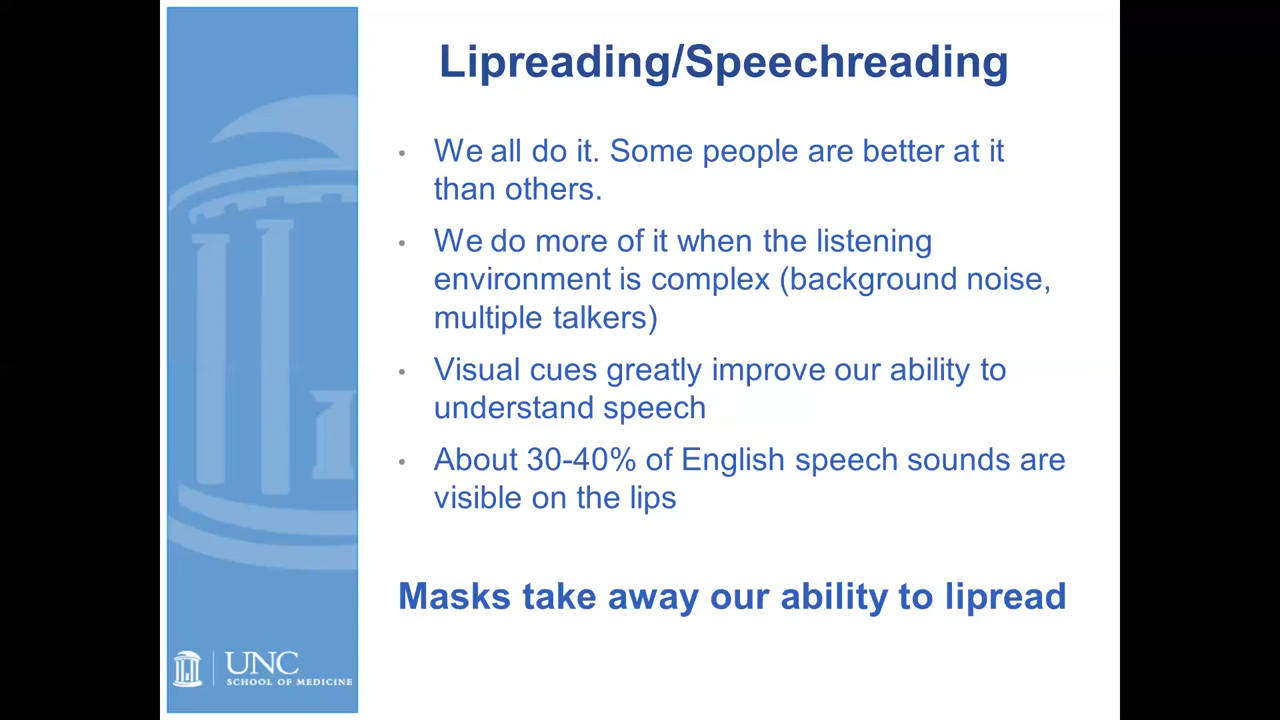 Lipreading/Speechreading
• We all do it. Some people are better at it
than others.
• We do more of it when the listening
environment is complex (background noise,
multiple talkers)
• Visual cues greatly improve our ability to
understand speech
• About 30-40% of English speech sounds are
visible on the lips
Masks take away our ability to lipread
UNC
SCHOOL OF MEDICINE